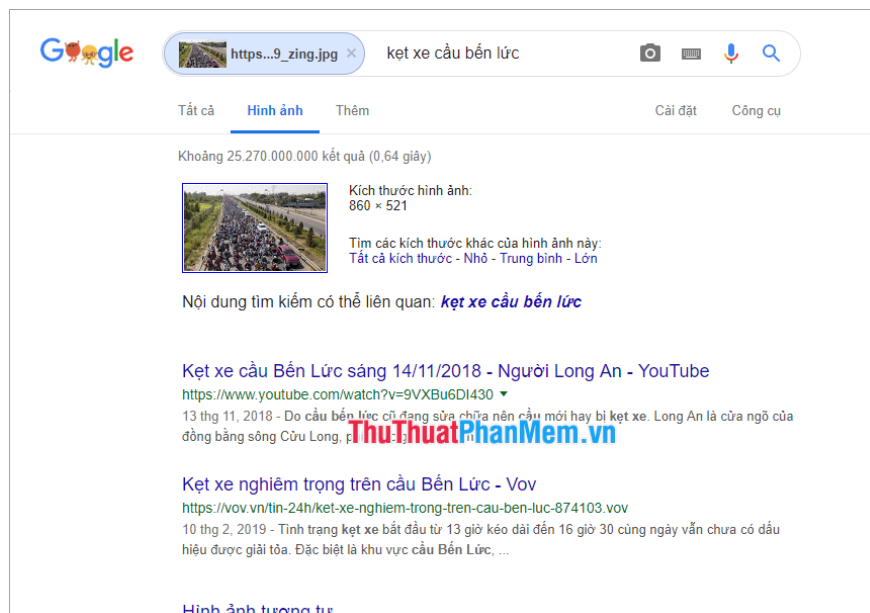 Google
https...9_zing.jpg × kẹt xe cầu bến lức
Tất cả Hình ảnh Thêm Cài đặt Công cụ
Khoảng 25.270.000.000 kết quả (0,64 giây)
Kích thước hình ảnh:
860 × 521
Tìm các kích thước khác của hình ảnh này:
Tất cả kích thước - Nhỏ - Trung bình - Lớn
Nội dung tìm kiếm có thể liên quan: kẹt xe cầu bến lức
Kẹt xe cầu Bến Lức sáng 14/11/2018 - Người Long An - YouTube
https://www.youtube.com/watch?v=9VXBu6DI430
13 thg 11, 2018 - Do cầu bến lức cũ đang sửa chữa nên cầu mới hay bị kẹt xe. Long An là cửa ngõ của
đồng bằng sông Cửu Long,
ThuThuatPhanMem.vn
Kẹt xe nghiêm trọng trên cầu Bến Lức - Vov
https://vov.vn/tin-24h/ket-xe-nghiem-trong-tren-cau-ben-luc-874103.vov
10 thg 2, 2019 - Tình trạng kẹt xe bắt đầu từ 13 giờ kéo dài đến 16 giờ 30 cùng ngày vẫn chưa có dấu
hiệu được giải tỏa. Đặc biệt là khu vực cầu Bến Lức, ...
Hình ảnh tương tự